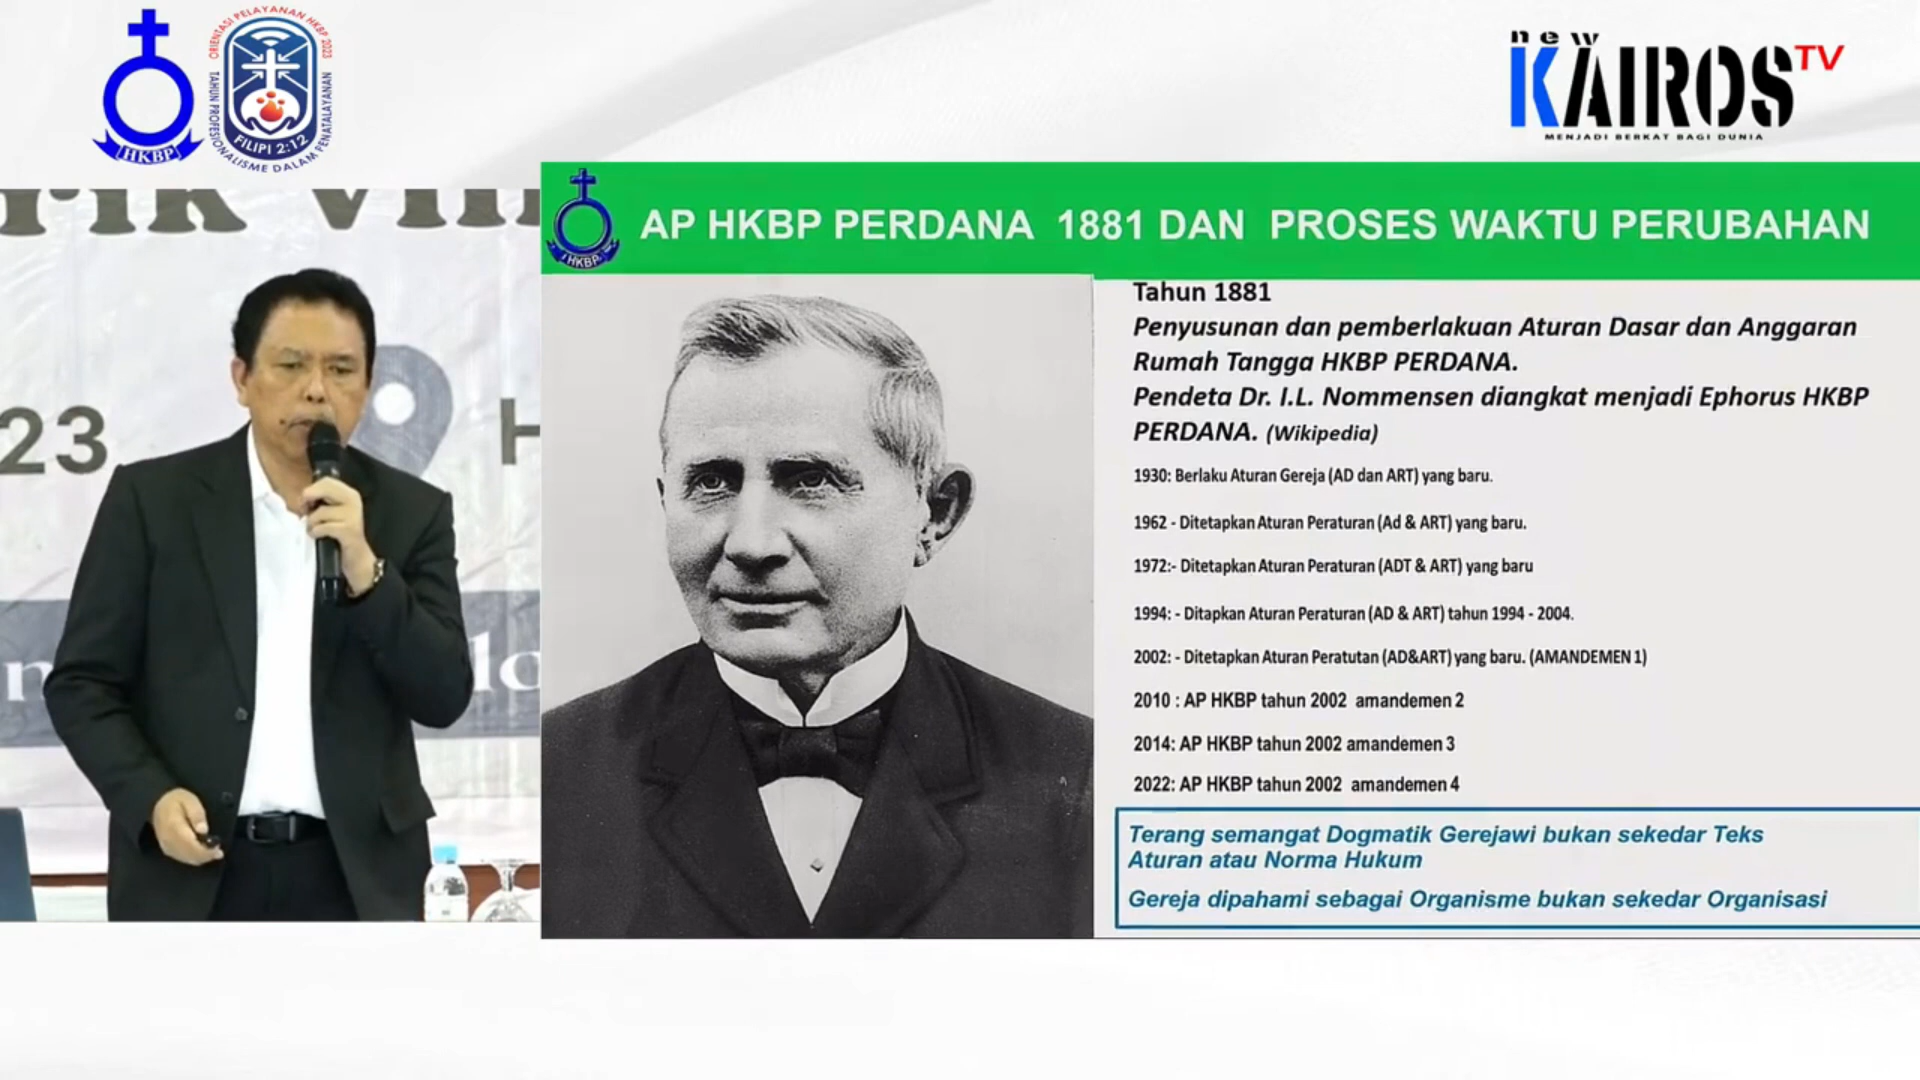 HKBP
ORIENTASI PELAYANAN HKBP 2023
TAHUN PROFESIONALISME DALAM PENATALAYANAN
FILIPI 2:12
new
KAIROS TV
MENJADI BERKAT BAGI DUNIA
23
H
HKBP
AP HKBP PERDANA 1881 DAN PROSES WAKTU PERUBAHAN
Tahun 1881
Penyusunan dan pemberlakuan Aturan Dasar dan Anggaran
Rumah Tangga HKBP PERDANA.
Pendeta Dr. I.L. Nommensen diangkat menjadi Ephorus HKBP
PERDANA. (Wikipedia)
1930: Berlaku Aturan Gereja (AD dan ART) yang baru.
1962 - Ditetapkan Aturan Peraturan (Ad & ART) yang baru.
1972:- Ditetapkan Aturan Peraturan (ADT & ART) yang baru
1994: - Ditapkan Aturan Peraturan (AD & ART) tahun 1994 - 2004.
2002: - Ditetapkan Aturan Peratutan (AD&ART) yang baru. (AMANDEMEN 1)
2010 : AP HKBP tahun 2002 amandemen 2
2014: AP HKBP tahun 2002 amandemen 3
2022: AP HKBP tahun 2002 amandemen 4
Terang semangat Dogmatik Gerejawi bukan sekedar Teks
Aturan atau Norma Hukum
Gereja dipahami sebagai Organisme bukan sekedar Organisasi